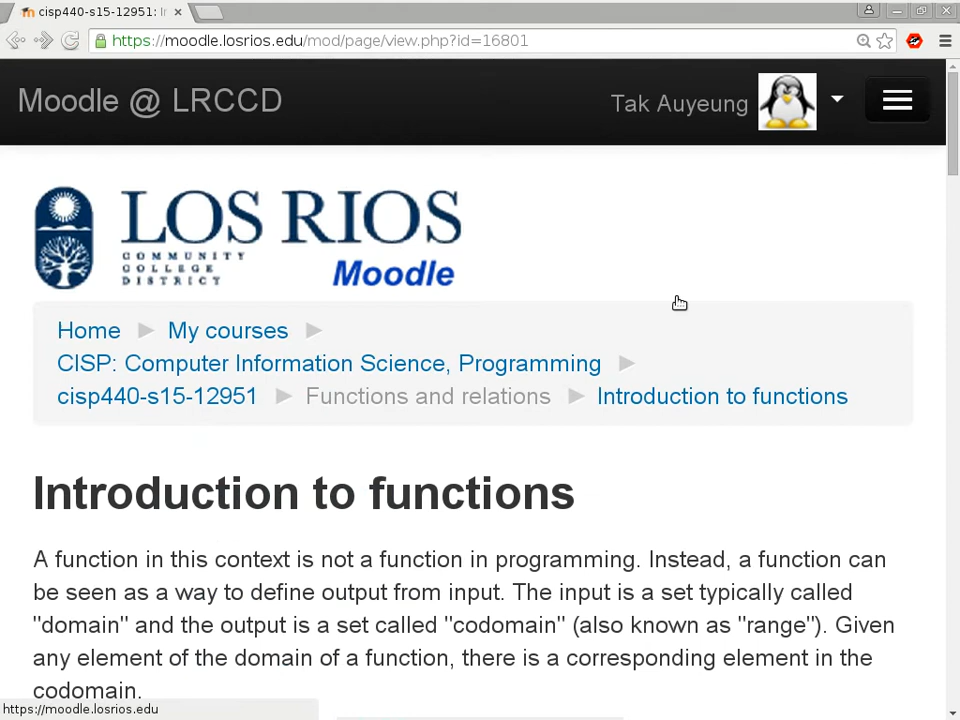 cisp440-s15-12951: I
https://moodle.losrios.edu/mod/page/view.php?id=16801
Moodle @ LRCCD
Tak Auyeung
LOS RIOS
COMMUNITY
COLLEGE
DISTRICT
Moodle
Home ► My courses ►
CISP: Computer Information Science, Programming ►
cisp440-s15-12951 ► Functions and relations ► Introduction to functions
Introduction to functions
A function in this context is not a function in programming. Instead, a function can
be seen as a way to define output from input. The input is a set typically called
"domain" and the output is a set called "codomain" (also known as "range"). Given
any element of the domain of a function, there is a corresponding element in the
codomain.
https://moodle.losrios.edu